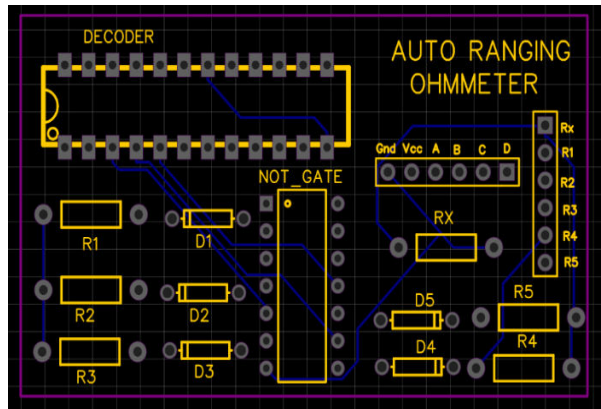 DECODER
AUTO RANGING
OHMMETER
Gnd Vcc A B C D
Rx
R1
R2
R3
R4
R5
NOT_GATE
R1
D1
RX
R2
D2
D5
R5
R3
D3
D4
R4